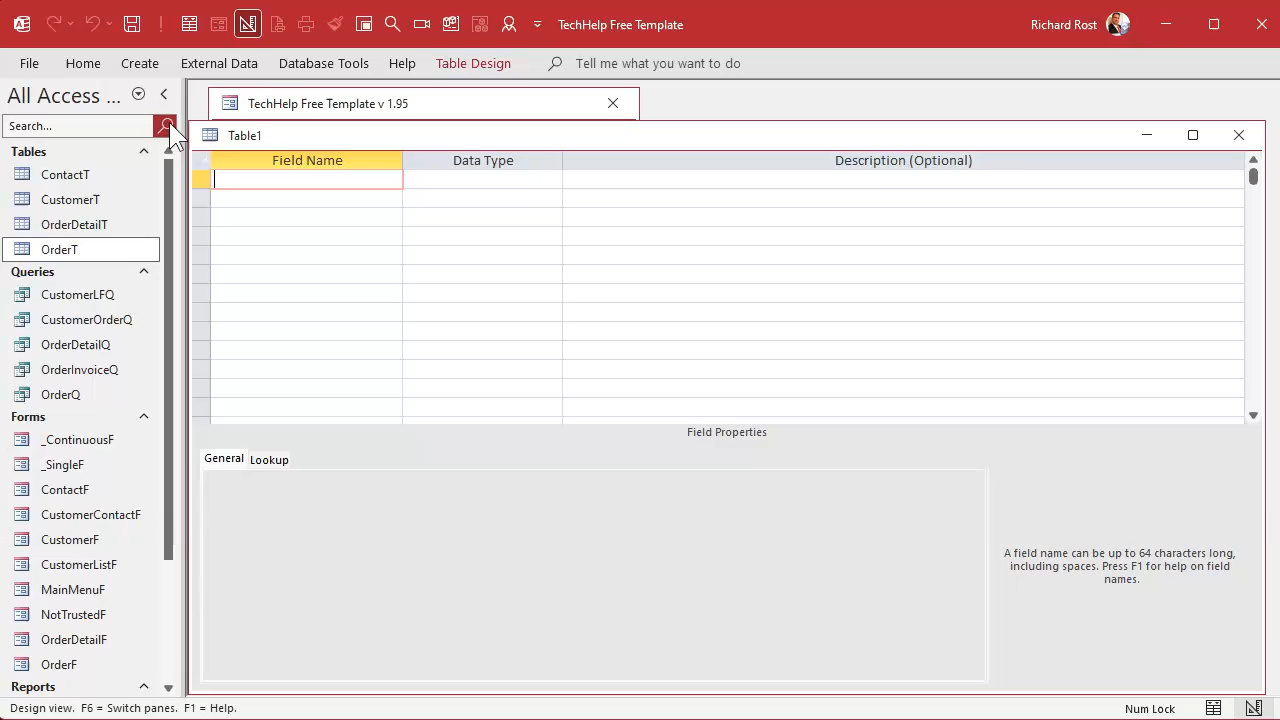 TechHelp Free Template
Richard Rost
File
Home
Create
External Data
Database Tools
Help
Table Design
Tell me what you want to do
All Access ...
TechHelp Free Template v 1.95
Search...
Table1
Tables
Field Name
Data Type
Description (Optional)
ContactT
CustomerT
OrderDetailT
OrderT
Queries
CustomerLFQ
CustomerOrderQ
OrderDetailQ
OrderInvoiceQ
OrderQ
Forms
_ContinuousF
_SingleF
ContactF
CustomerContactF
CustomerF
CustomerListF
MainMenuF
NotTrustedF
OrderDetailF
OrderF
Reports
Field Properties
General
Lookup
A field name can be up to 64 characters long,
including spaces. Press F1 for help on field
names.
Design view. F6 = Switch panes. F1 = Help.
Num Lock